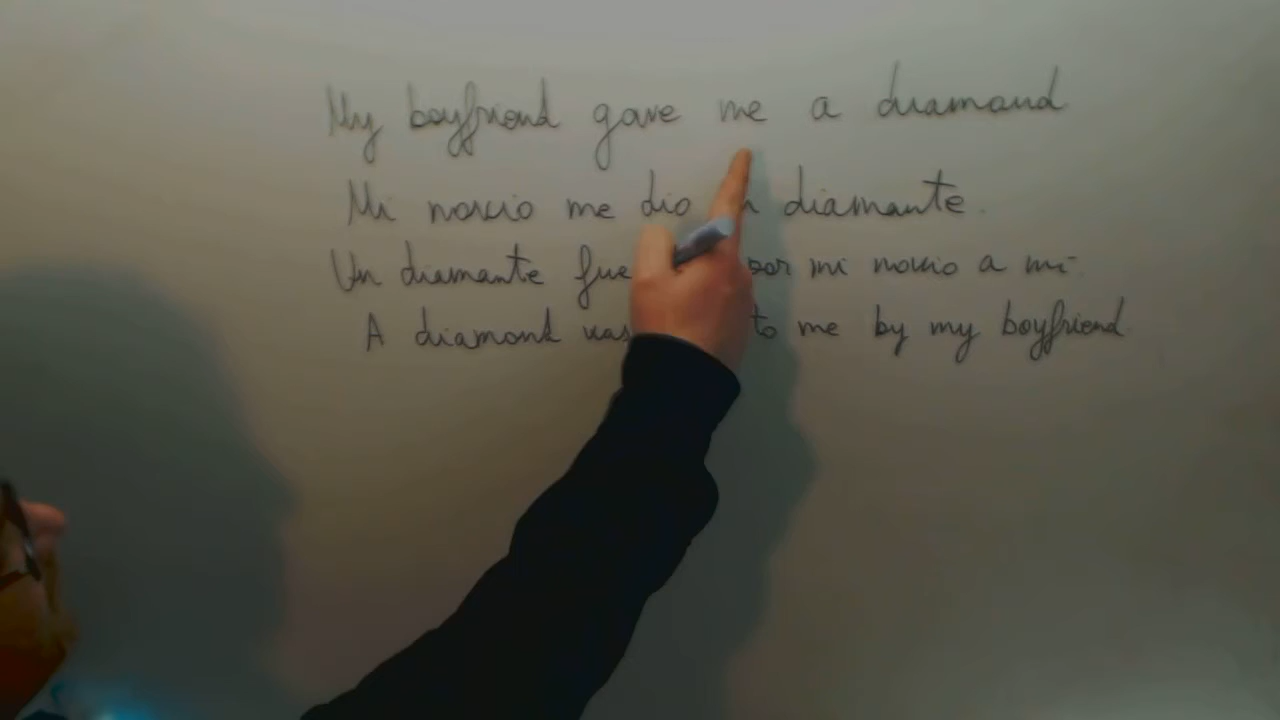 My boyfriend gave me a diamond
Mi novio me dio diamante.
Un diamante fue por mi novio a mí.
A diamond was to me by my boyfriend